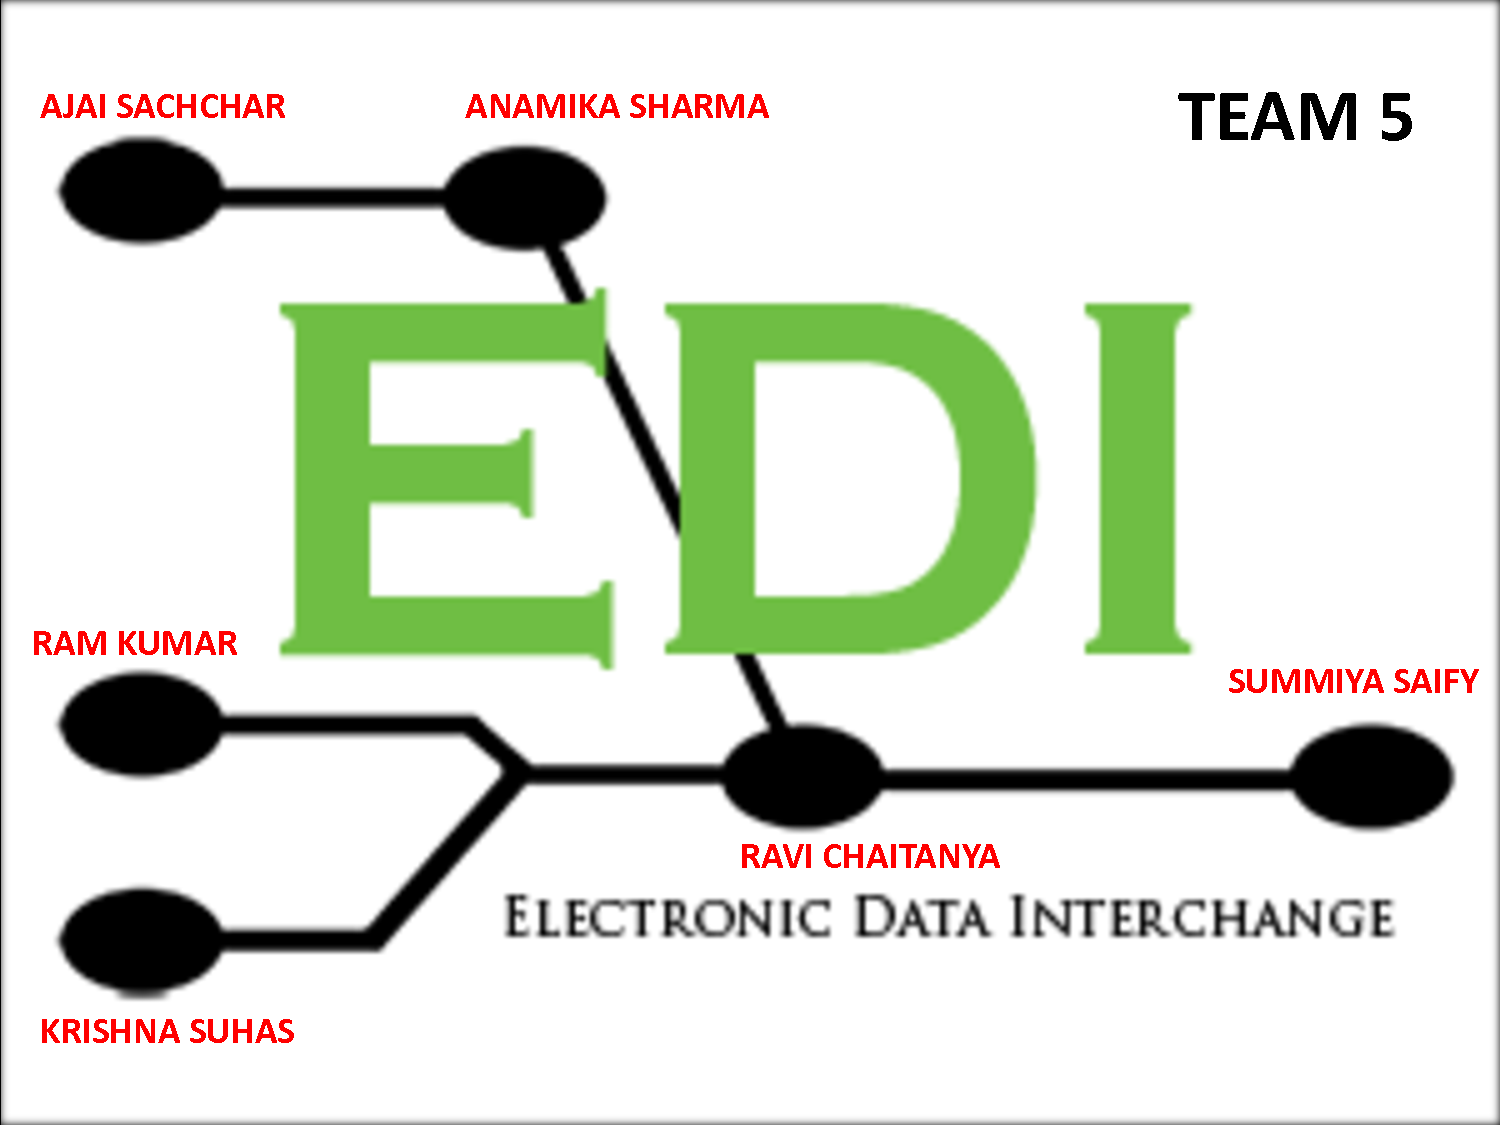 AJAI SACHCHAR
ANAMIKA SHARMA
TEAM 5
EDI
RAM KUMAR
SUMMIYA SAIFY
RAVI CHAITANYA
ELECTRONIC DATA INTERCHANGE
KRISHNA SUHAS